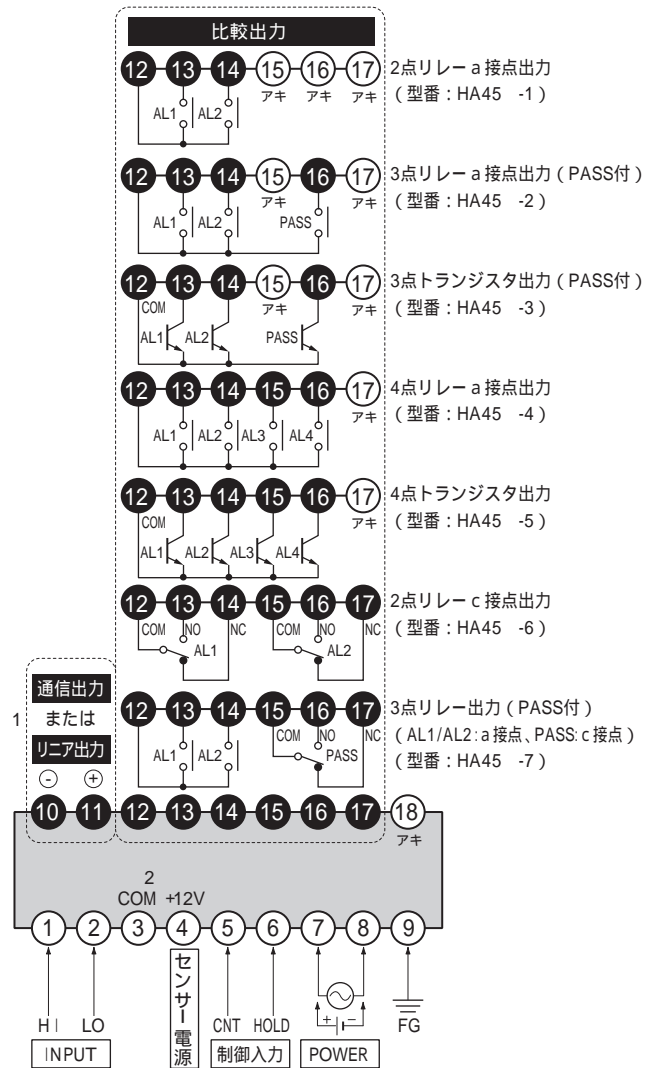 比較出力
12 13 14 15 16 17 2点リレーa接点出力
アキ アキ アキ
AL1 AL2
(型番:HA45 -1)
12 13 14 15 16 17 3点リレーa接点出力(PASS付)
アキ アキ
AL1 AL2 PASS
(型番:HA45 -2)
12 13 14 15 16 17 3点トランジスタ出力(PASS付)
COM アキ アキ
AL1 AL2 PASS
(型番:HA45 -3)
12 13 14 15 16 17 4点リレーa接点出力
アキ
AL1 AL2 AL3 AL4
(型番:HA45 -4)
12 13 14 15 16 17 4点トランジスタ出力
COM アキ
AL1 AL2 AL3 AL4
(型番:HA45 -5)
12 13 14 15 16 17 2点リレーc接点出力
COM NO NC COM NO NC
AL1 AL2
(型番:HA45 -6)
通信出力
1 または
リニア出力
- +
12 13 14 15 16 17 3点リレー出力(PASS付)
COM NO NC
AL1 AL2 PASS
(AL1/AL2:a接点、PASS:c接点)
(型番:HA45 -7)
10 11 12 13 14 15 16 17 18
アキ
2
COM +12V
1 2 3 4 5 6 7 8 9
+ -
HI LO センサー電源 CNT HOLD FG
INPUT 制御入力 POWER